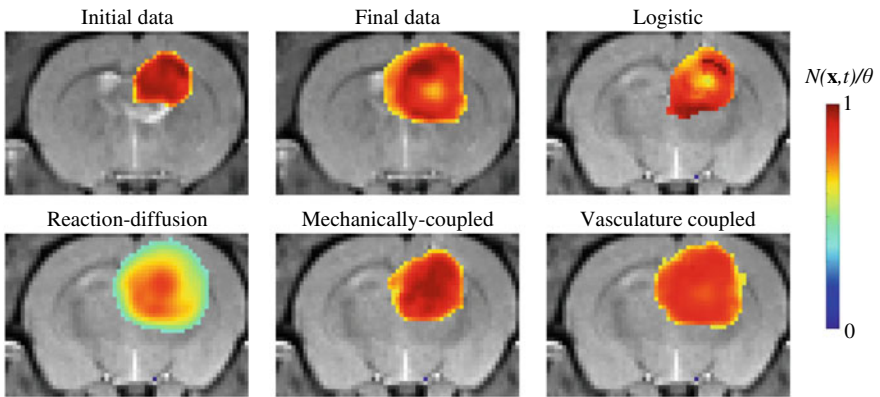 Initial data
Final data
Logistic
N(x,t)/θ
1
0
Reaction-diffusion
Mechanically-coupled
Vasculature coupled